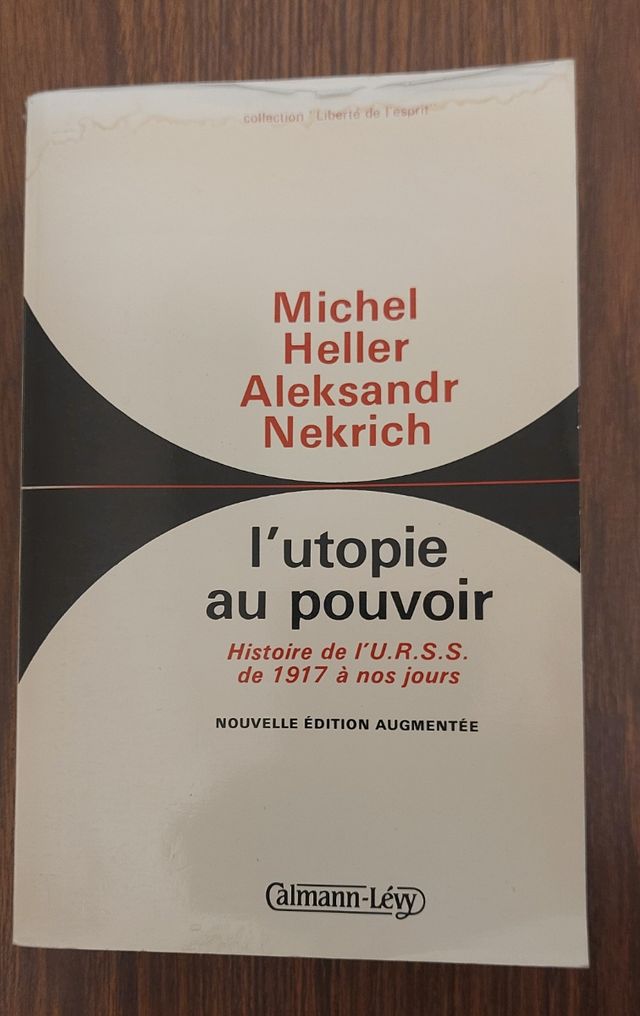 collection "Liberté de l'esprit"
Michel
Heller
Aleksandr
Nekrich
l'utopie
au pouvoir
Histoire de l'U.R.S.S.
de 1917 à nos jours
NOUVELLE ÉDITION AUGMENTÉE
Calmann-Lévy